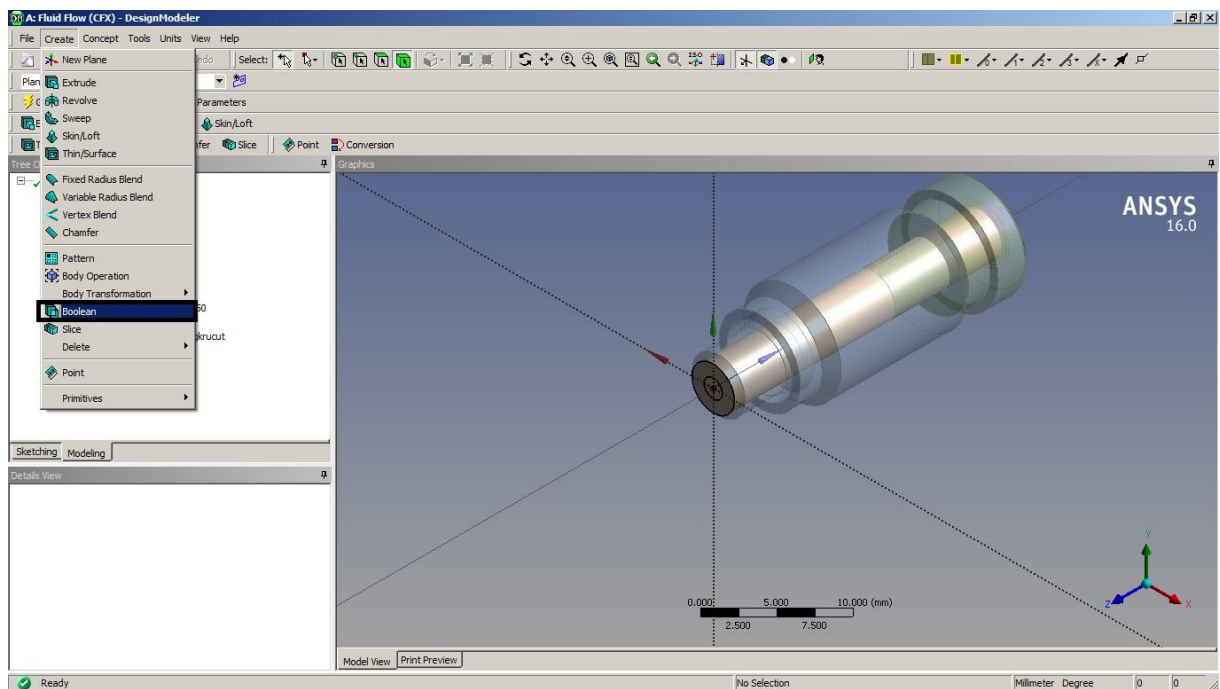 A: Fluid Flow (CFX) - DesignModeler
File Create Concept Tools Units View Help
New Plane
Select:
Extrude
Revolve
Parameters
Sweep
Skin/Loft
Skin/Loft
Slice Point Conversion
Thin/Surface
Graphics
Fixed Radius Blend
Variable Radius Blend
Vertex Blend
Chamfer
Pattern
Body Operation
Body Transformation
Boolean
Slice
Delete
Point
Primitives
ANSYS
16.0
Y
Z X
0.000 5.000 10.000 (mm)
2.500 7.500
Sketching Modeling
Details View
Model View Print Preview
Ready No Selection Millimeter Degree 0 0